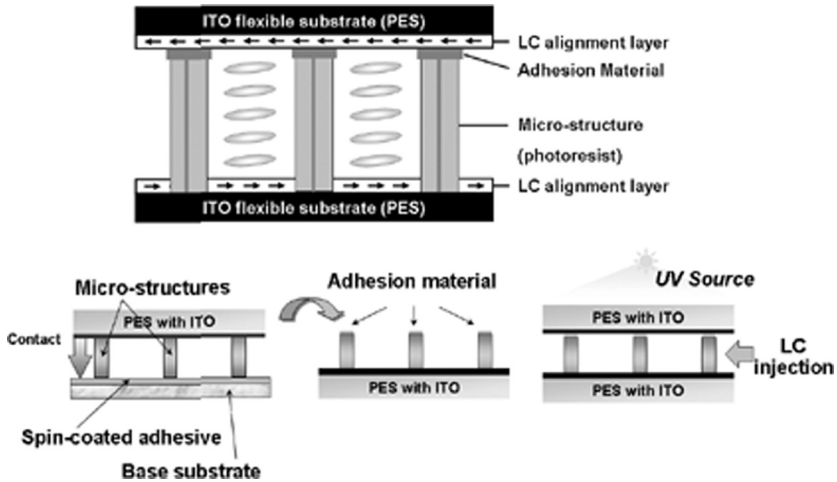 ITO flexible substrate (PES)
LC alignment layer
Adhesion Material
Micro-structure
(photoresist)
LC alignment layer
ITO flexible substrate (PES)
Micro-structures
PES with ITO
Contact
Spin-coated adhesive
Base substrate
Adhesion material
PES with ITO
UV Source
PES with ITO
LC
injection
PES with ITO